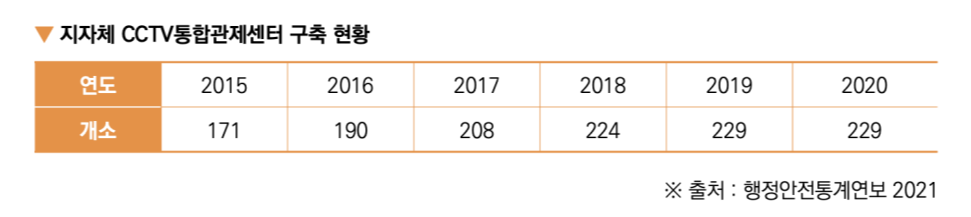 ▼ 지자체 CCTV통합관제센터 구축 현황
연도 2015 2016 2017 2018 2019 2020
개소 171 190 208 224 229 229
※ 출처 : 행정안전통계연보 2021